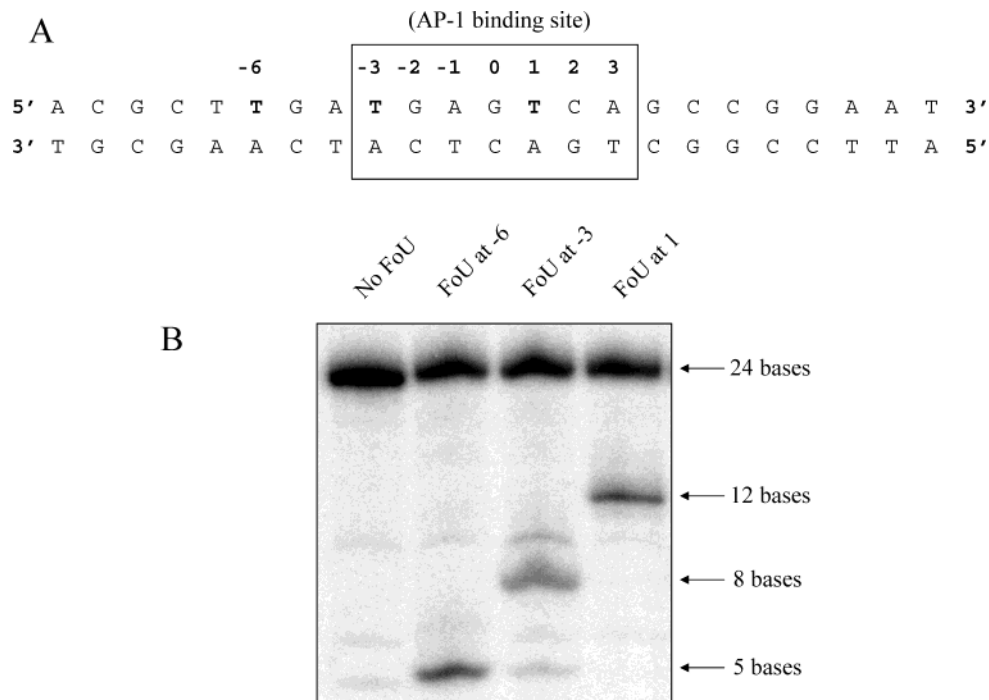 A
(AP-1 binding site)
-6 -3 -2 -1 0 1 2 3
5' A C G C T T G A T G A G T C A G C C G G A A T 3'
3' T G C G A A C T A C T C A G T C G G C C T T A 5'
No FoU FoU at -6 FoU at -3 FoU at 1
B
24 bases
12 bases
8 bases
5 bases